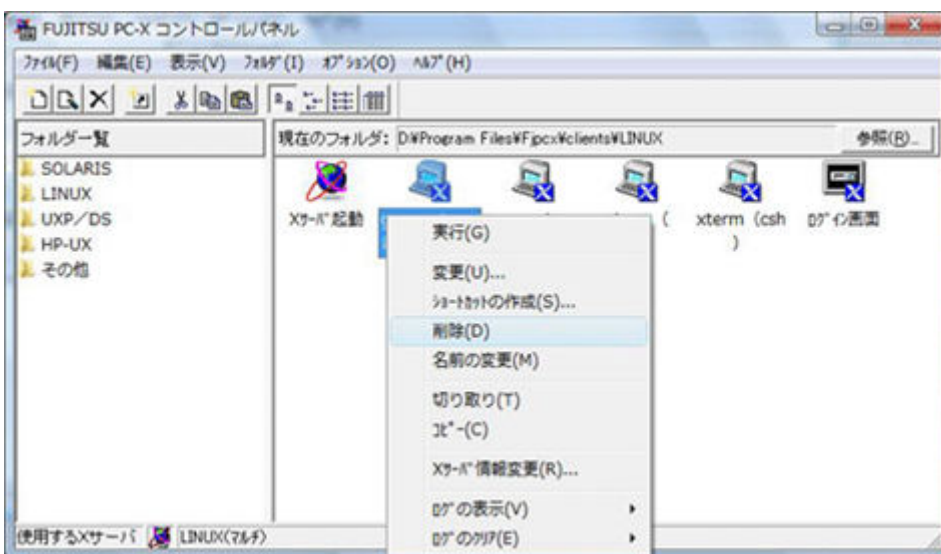 FUJITSU PC-X コントロールパネル
ﾌｧｲﾙ(F) 編集(E) 表示(V) ﾌｫﾙﾀﾞ(I) ｵﾌﾟｼｮﾝ(O) ﾍﾙﾌﾟ(H)
フォルダ一覧
現在のフォルダ: D:¥Program Files¥Fjpcx¥clients¥LINUX
参照(R)...
SOLARIS
LINUX
UXP／DS
HP-UX
その他
Xｻｰﾊﾞ起動
xterm (csh
)
ﾛｸﾞｲﾝ画面
実行(G)
変更(U)...
ｼｮｰﾄｶｯﾄの作成(S)...
削除(D)
名前の変更(M)
切り取り(T)
ｺﾋﾟｰ(C)
Xｻｰﾊﾞ情報変更(R)...
ﾛｸﾞの表示(V)
ﾛｸﾞのｸﾘｱ(E)
使用するXサーバ LINUX(ﾏﾙﾁ)